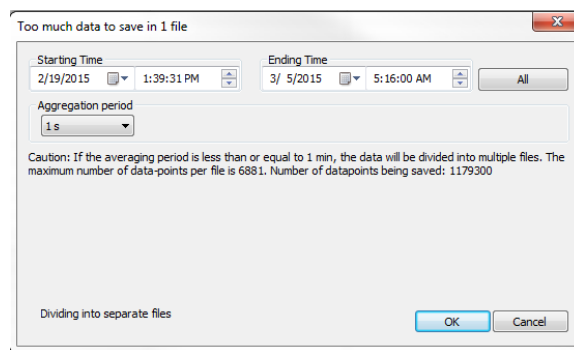 Too much data to save in 1 file
Starting Time
Ending Time
2/19/2015 1:39:31 PM
3/ 5/2015 5:16:00 AM
All
Aggregation period
1 s
Caution: If the averaging period is less than or equal to 1 min, the data will be divided into multiple files. The
maximum number of data-points per file is 6881. Number of datapoints being saved: 1179300
Dividing into separate files
OK
Cancel